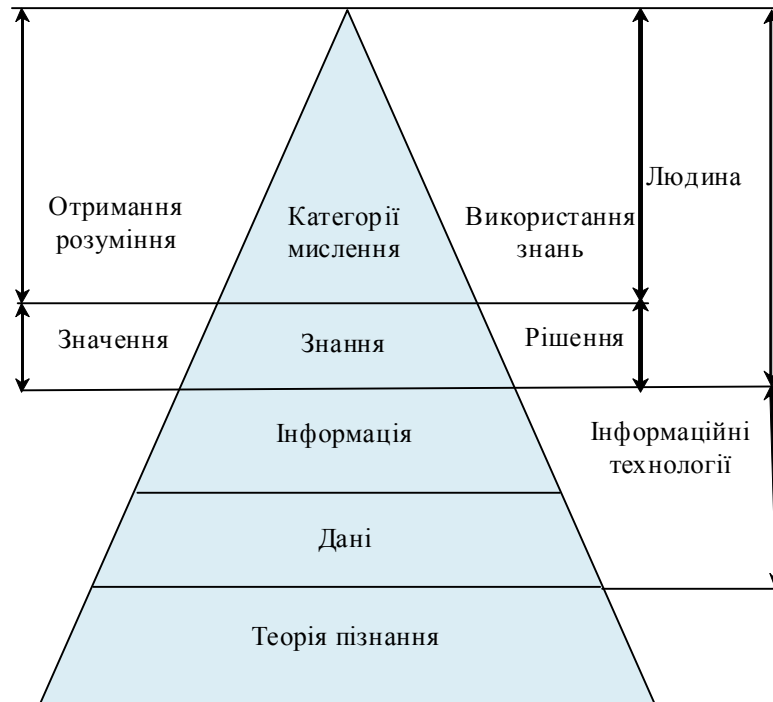 Людина
Отримання
розуміння
Категорії
мислення
Використання
знань
Значення
Знання
Рішення
Інформація
Інформаційні
технології
Дані
Теорія пізнання